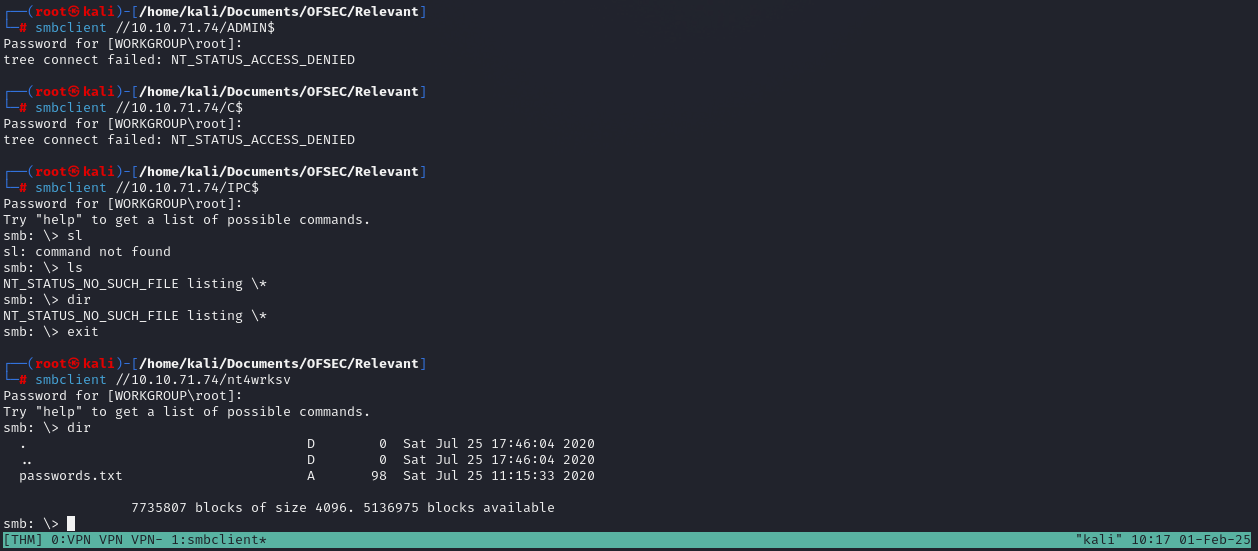 ┌──(root㉿kali)-[/home/kali/Documents/OFSEC/Relevant]
└─# smbclient //10.10.71.74/ADMIN$
Password for [WORKGROUP\root]:
tree connect failed: NT_STATUS_ACCESS_DENIED
┌──(root㉿kali)-[/home/kali/Documents/OFSEC/Relevant]
└─# smbclient //10.10.71.74/C$
Password for [WORKGROUP\root]:
tree connect failed: NT_STATUS_ACCESS_DENIED
┌──(root㉿kali)-[/home/kali/Documents/OFSEC/Relevant]
└─# smbclient //10.10.71.74/IPC$
Password for [WORKGROUP\root]:
Try "help" to get a list of possible commands.
smb: \> sl
sl: command not found
smb: \> ls
NT_STATUS_NO_SUCH_FILE listing \*
smb: \> dir
NT_STATUS_NO_SUCH_FILE listing \*
smb: \> exit
┌──(root㉿kali)-[/home/kali/Documents/OFSEC/Relevant]
└─# smbclient //10.10.71.74/nt4wrksv
Password for [WORKGROUP\root]:
Try "help" to get a list of possible commands.
smb: \> dir
  .                                   D        0  Sat Jul 25 17:46:04 2020
  ..                                  D        0  Sat Jul 25 17:46:04 2020
  passwords.txt                       A       98  Sat Jul 25 11:15:33 2020
                7735807 blocks of size 4096. 5136975 blocks available
smb: \>
[THM] 0:VPN VPN VPN- 1:smbclient* "kali" 10:17 01-Feb-25